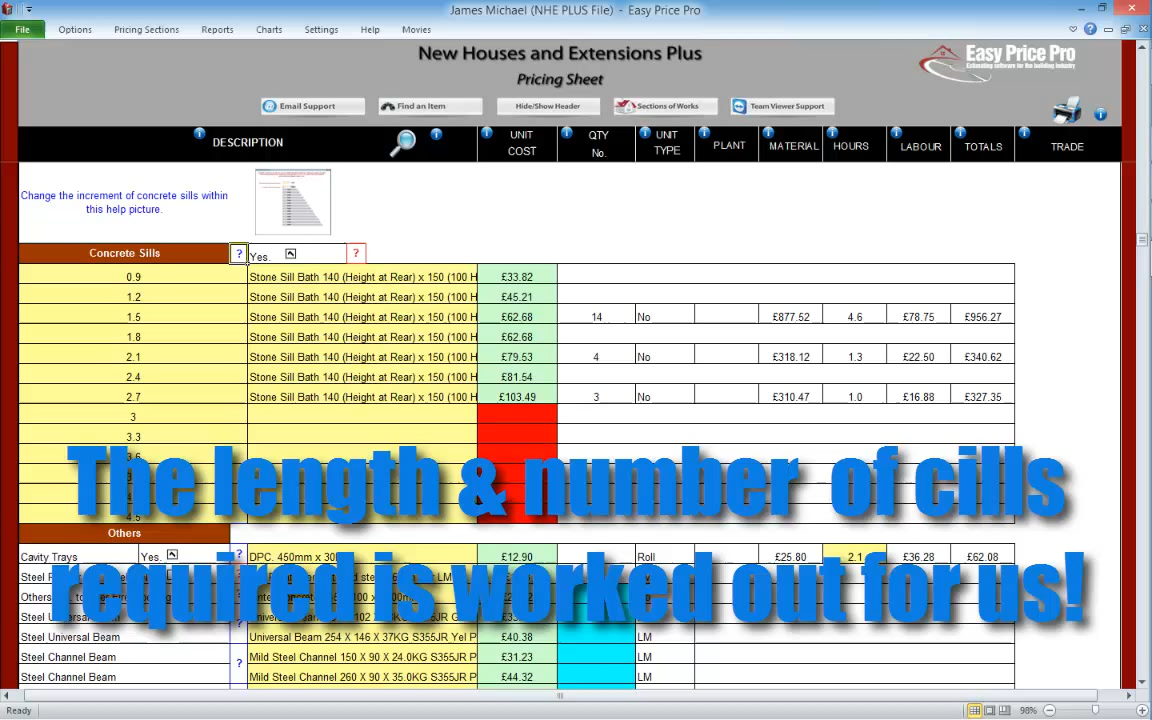 James Michael (NHE PLUS File) - Easy Price Pro
File Options Pricing Sections Reports Charts Settings Help Movies
New Houses and Extensions Plus
Pricing Sheet
Easy Price Pro
Estimating software for the building industry
Email Support Find an Item Hide/Show Header Sections of Works Team Viewer Support
DESCRIPTION UNIT COST QTY No. UNIT TYPE PLANT MATERIAL HOURS LABOUR TOTALS TRADE
Change the increment of concrete sills within
this help picture.
Concrete Sills ? Yes. ?
0.9 Stone Sill Bath 140 (Height at Rear) x 150 (100 H £33.82
1.2 Stone Sill Bath 140 (Height at Rear) x 150 (100 H £45.21
1.5 Stone Sill Bath 140 (Height at Rear) x 150 (100 H £62.68 14 No £877.52 4.6 £78.75 £956.27
1.8 Stone Sill Bath 140 (Height at Rear) x 150 (100 H £62.68
2.1 Stone Sill Bath 140 (Height at Rear) x 150 (100 H £79.53 4 No £318.12 1.3 £22.50 £340.62
2.4 Stone Sill Bath 140 (Height at Rear) x 150 (100 H £81.54
2.7 Stone Sill Bath 140 (Height at Rear) x 150 (100 H £103.49 3 No £310.47 1.0 £16.88 £327.35
3
3.3
3.6
The length & number of cills
4.5
Others
Cavity Trays Yes. ? DPC. 450mm x £12.90 Roll £25.80 2.1 £36.28 £62.08
required is worked out for us!
Steel Universal Beam Universal Beam 254 X 146 X 37KG S355JR Yel P £40.38 LM
Steel Channel Beam ? Mild Steel Channel 150 X 90 X 24.0KG S355JR P £31.23 LM
Steel Channel Beam Mild Steel Channel 260 X 90 X 35.0KG S355JR P £44.32 LM
Ready 98%